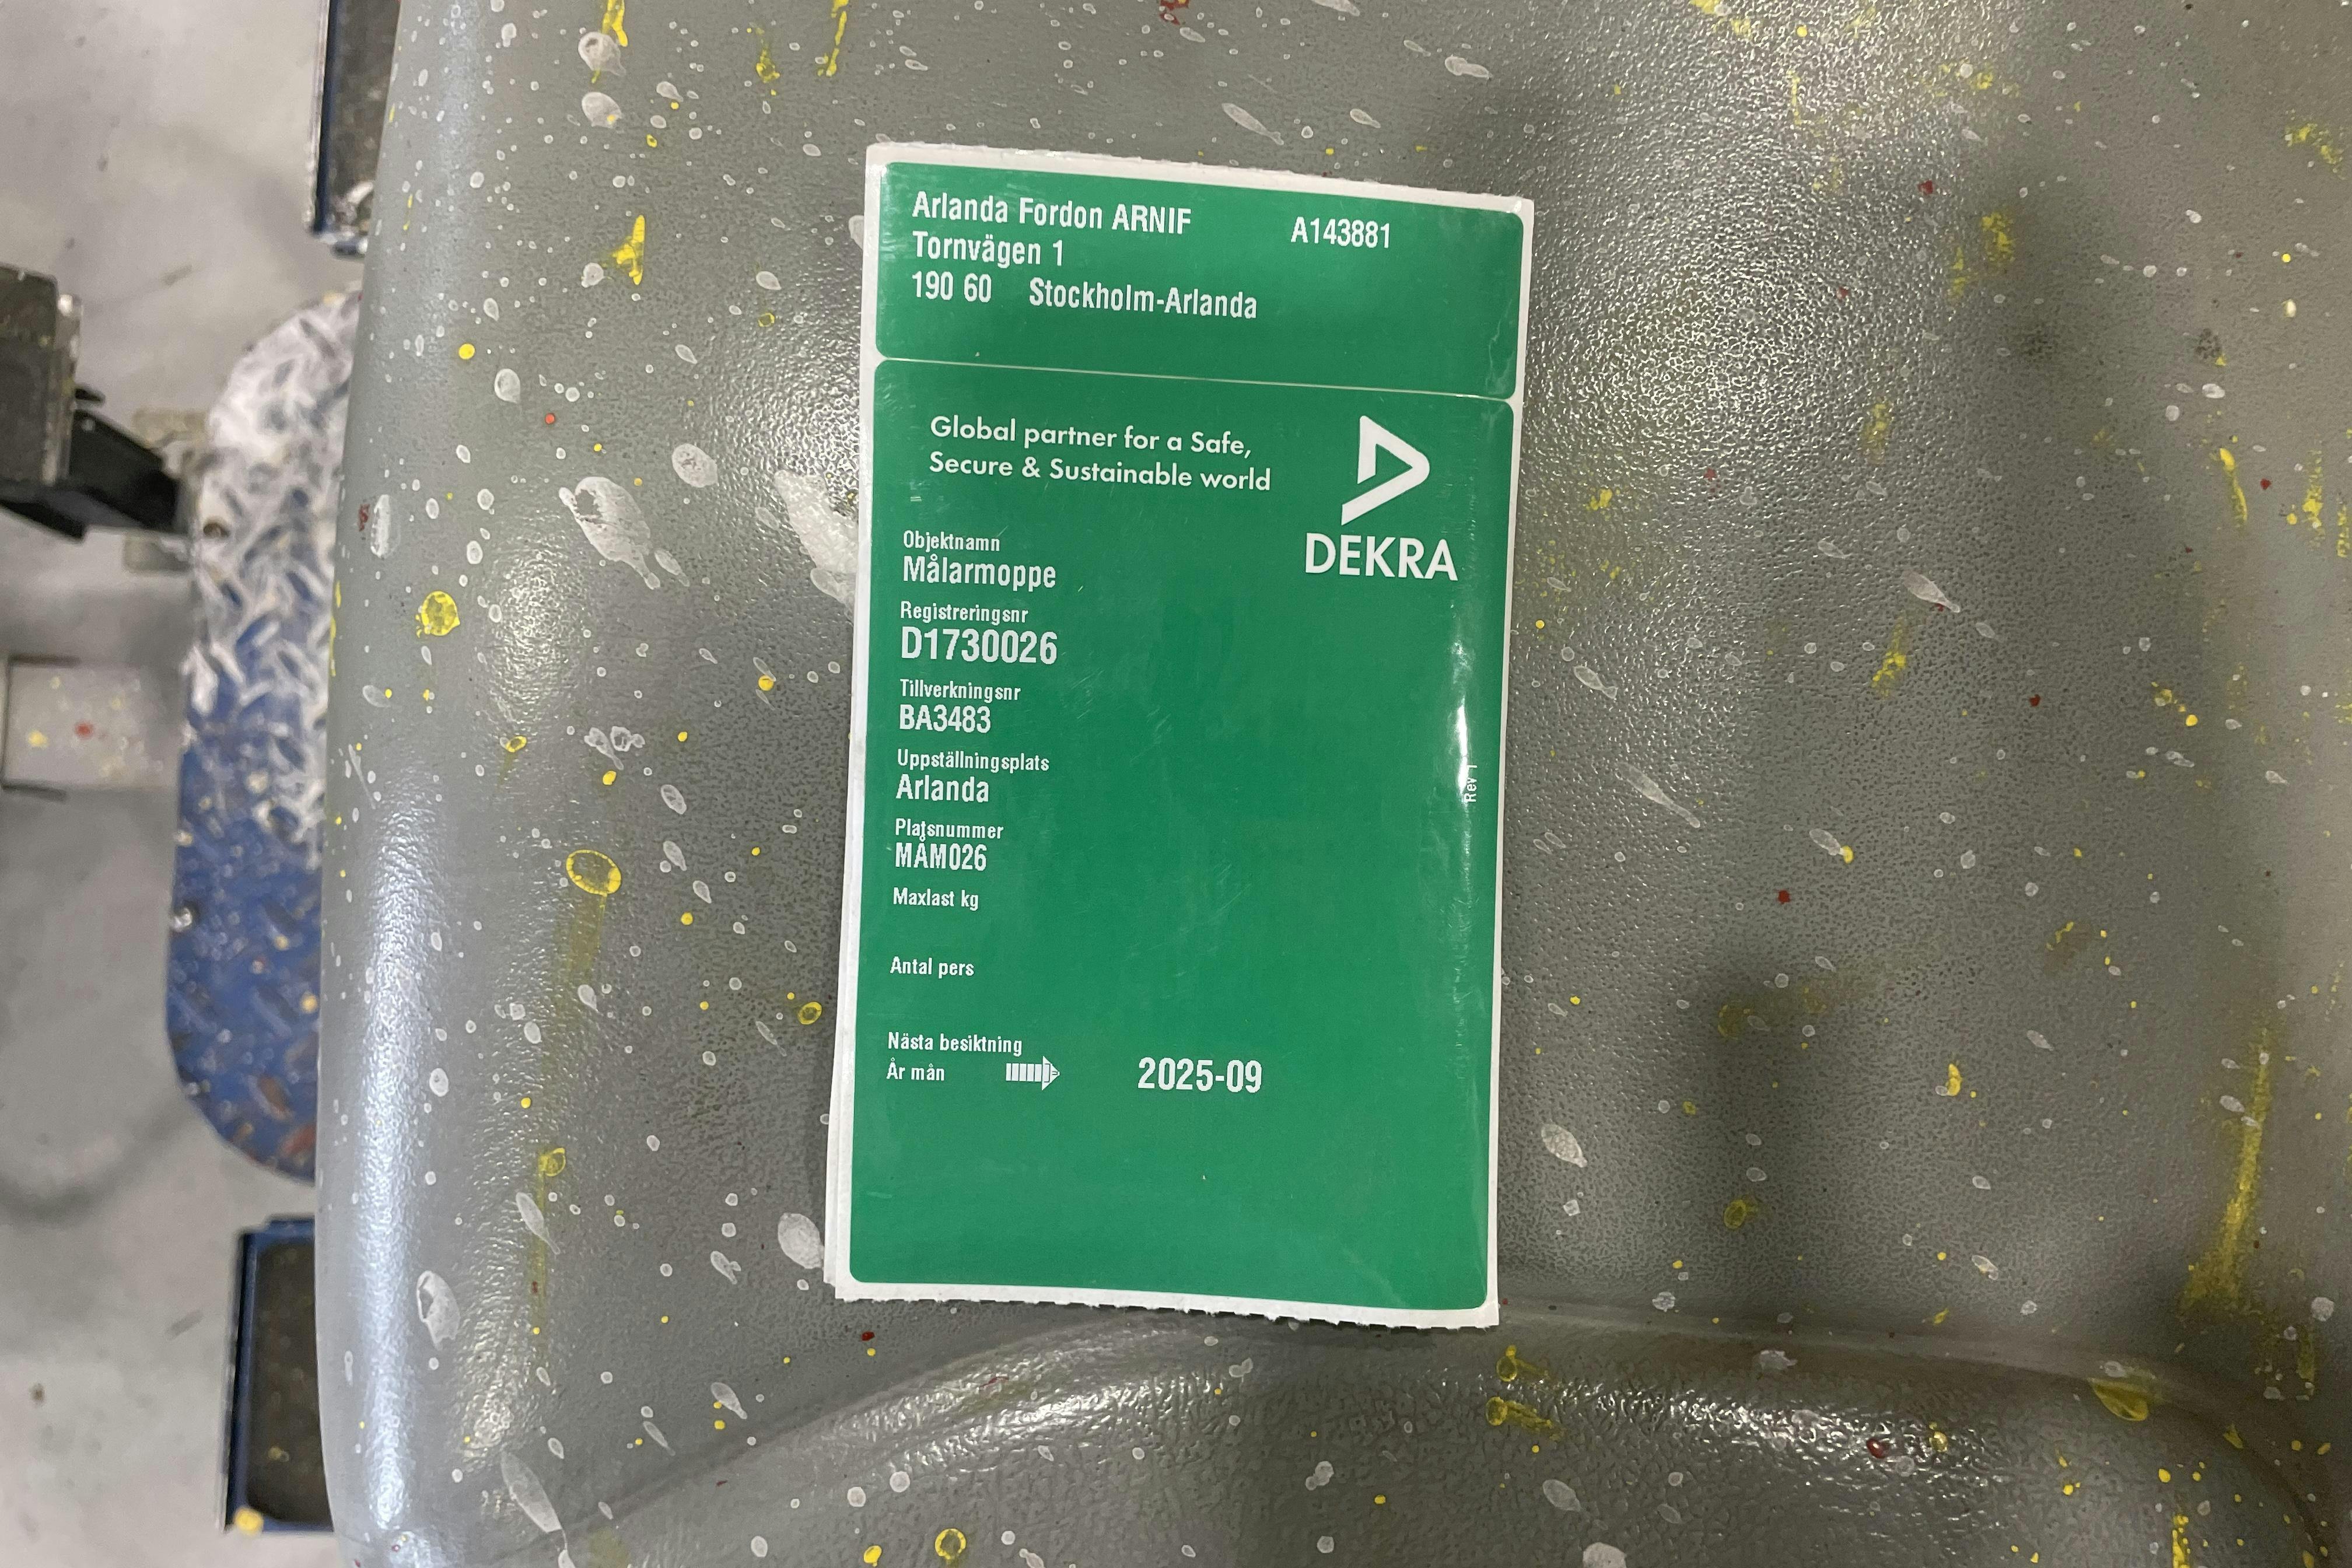 Arlanda Fordon ARNIF A143881
Tornvägen 1
190 60 Stockholm-Arlanda
Global partner for a Safe,
Secure & Sustainable world
DEKRA
Objektnamn
Målarmoppe
Registreringsnr
D1730026
Tillverkningsnr
BA3483
Uppställningsplats
Arlanda
Platsnummer
MÅM026
Maxlast kg
Antal pers
Nästa besiktning
År mån 2025-09
Rev 1